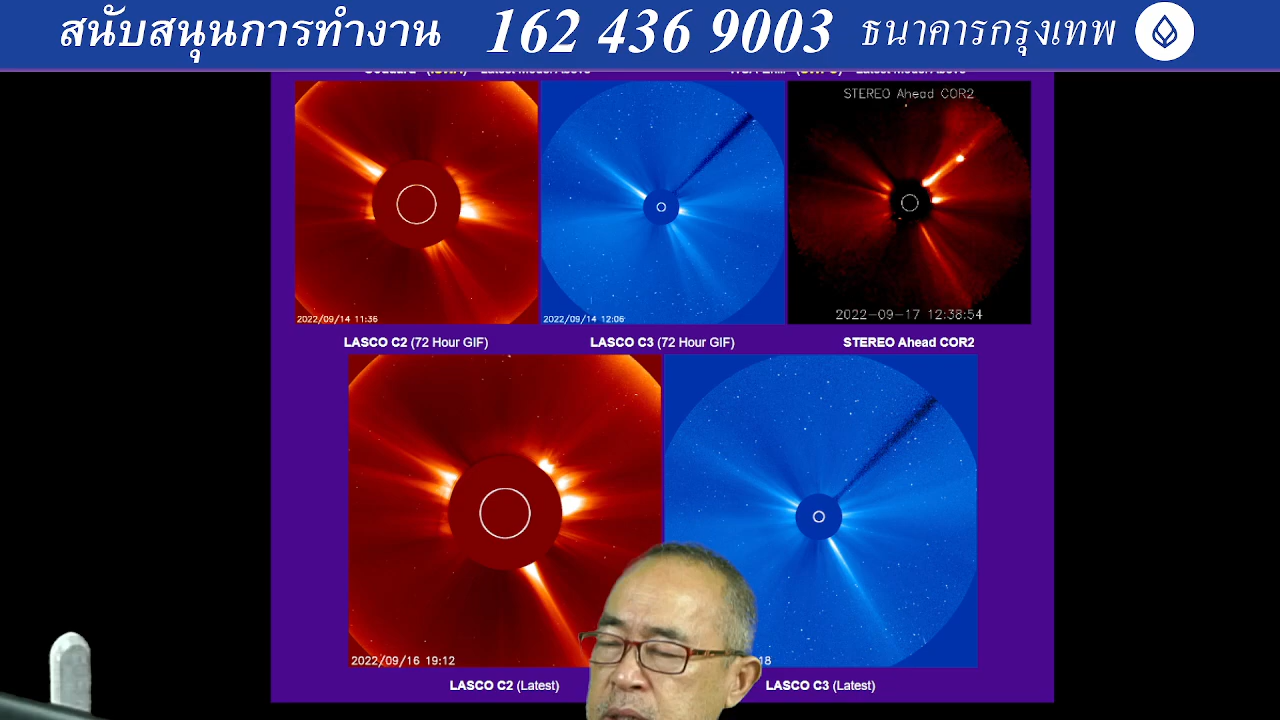 สนับสนุนการทำงาน 162 436 9003 ธนาคารกรุงเทพ
STEREO Ahead COR2
2022/09/14 11:36
2022/09/14 12:06
2022-09-17 12:38:54
LASCO C2 (72 Hour GIF)
LASCO C3 (72 Hour GIF)
STEREO Ahead COR2
2022/09/16 19:12
18
LASCO C2 (Latest)
LASCO C3 (Latest)